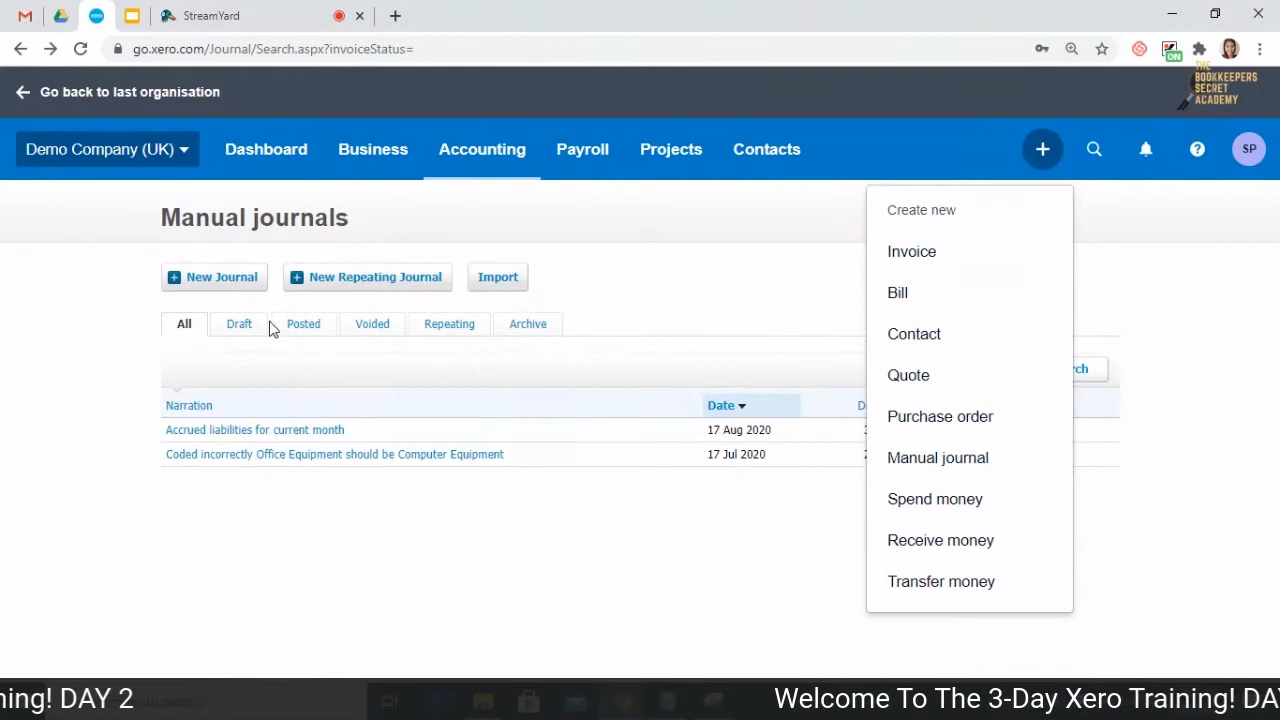 StreamYard
go.xero.com/Journal/Search.aspx?invoiceStatus=
ON
Go back to last organisation
THE
BOOKKEEPERS
SECRET
ACADEMY
Demo Company (UK)
Dashboard
Business
Accounting
Payroll
Projects
Contacts
SP
Manual journals
New Journal
New Repeating Journal
Import
All
Draft
Posted
Voided
Repeating
Archive
rch
Narration
Date
D
Accrued liabilities for current month
17 Aug 2020
Coded incorrectly Office Equipment should be Computer Equipment
17 Jul 2020
Create new
Invoice
Bill
Contact
Quote
Purchase order
Manual journal
Spend money
Receive money
Transfer money
ning! DAY 2
Welcome To The 3-Day Xero Training! DA